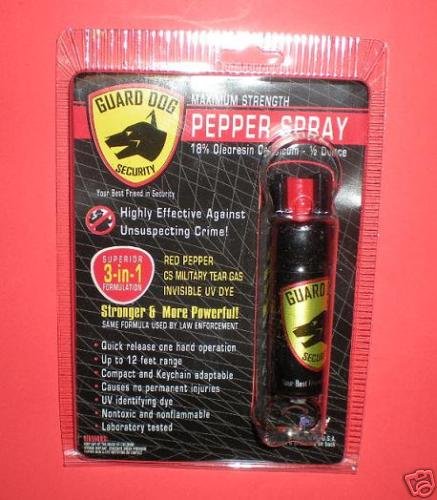 GUARD DOG
SECURITY
Your Best Friend in Security
MAXIMUM STRENGTH
PEPPER SPRAY
18% Oleoresin Capsicum - ½ Ounce
Highly Effective Against
Unsuspecting Crime!
SUPERIOR
3-in-1
FORMULATION
RED PEPPER
CS MILITARY TEAR GAS
INVISIBLE UV DYE
Stronger & More Powerful!
SAME FORMULA USED BY LAW ENFORCEMENT
• Quick release one hand operation
• Up to 12 feet range
• Compact and Keychain adaptable
• Causes no permanent injuries
• UV identifying dye
• Nontoxic and nonflammable
• Laboratory tested
GUARD DOG
SECURITY
Your Best
U.S.A.
back